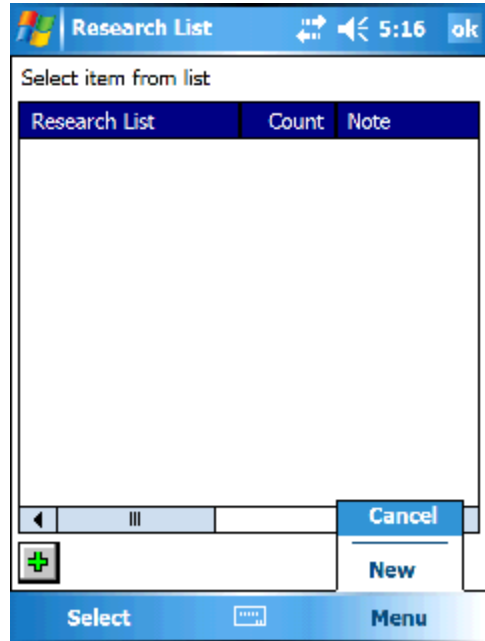 Research List 5:16 ok
Select item from list
Research List Count Note
Cancel
New
Select Menu